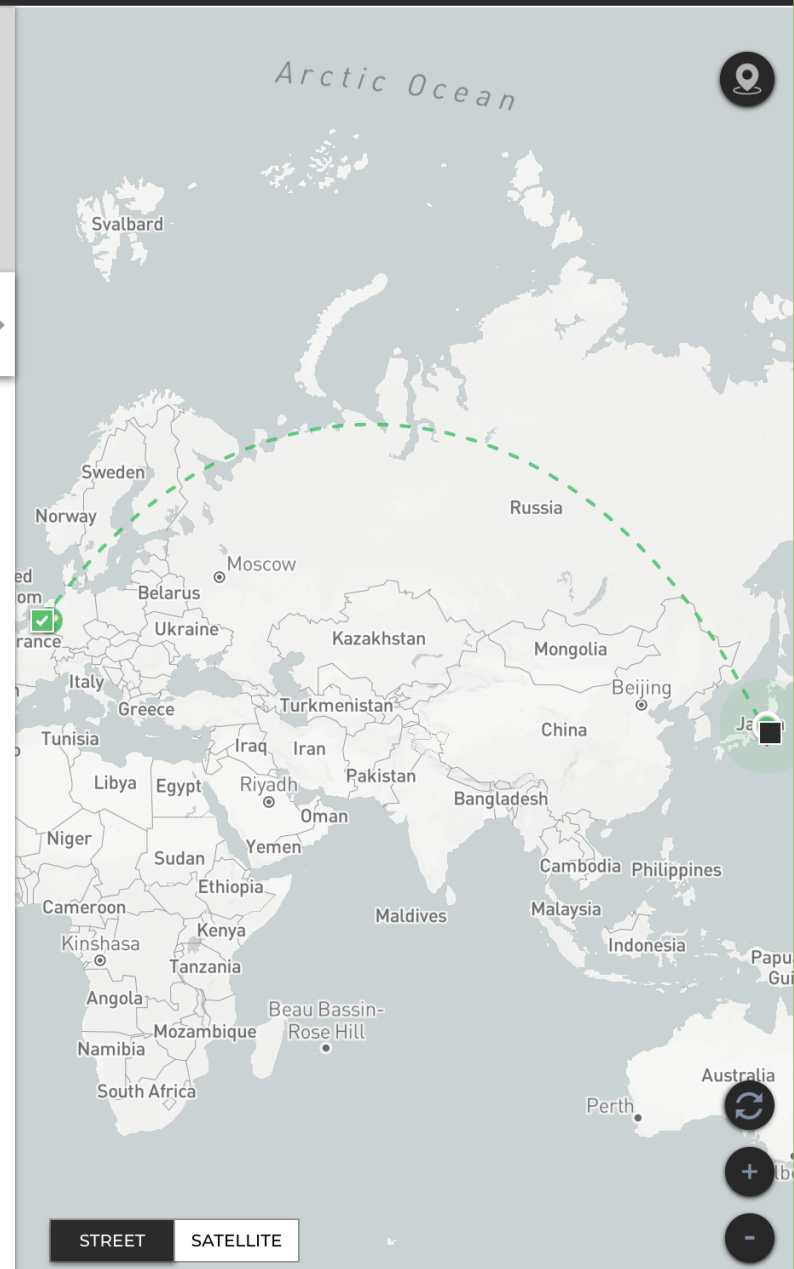 Arctic Ocean
Svalbard
Sweden
Norway
Russia
Moscow
Belarus
Ukraine
Kazakhstan
Mongolia
Italy
Greece
Turkmenistan
Beijing
China
Tunisia
Iraq
Iran
Libya
Egypt
Riyadh
Pakistan
Oman
Bangladesh
Niger
Sudan
Yemen
Ethiopia
Cambodia
Philippines
Cameroon
Maldives
Malaysia
Kenya
Kinshasa
Indonesia
Tanzania
Papu
Gui
Angola
Beau Bassin-
Rose Hill
Mozambique
Namibia
South Africa
Australia
Perth
+
-
STREET
SATELLITE